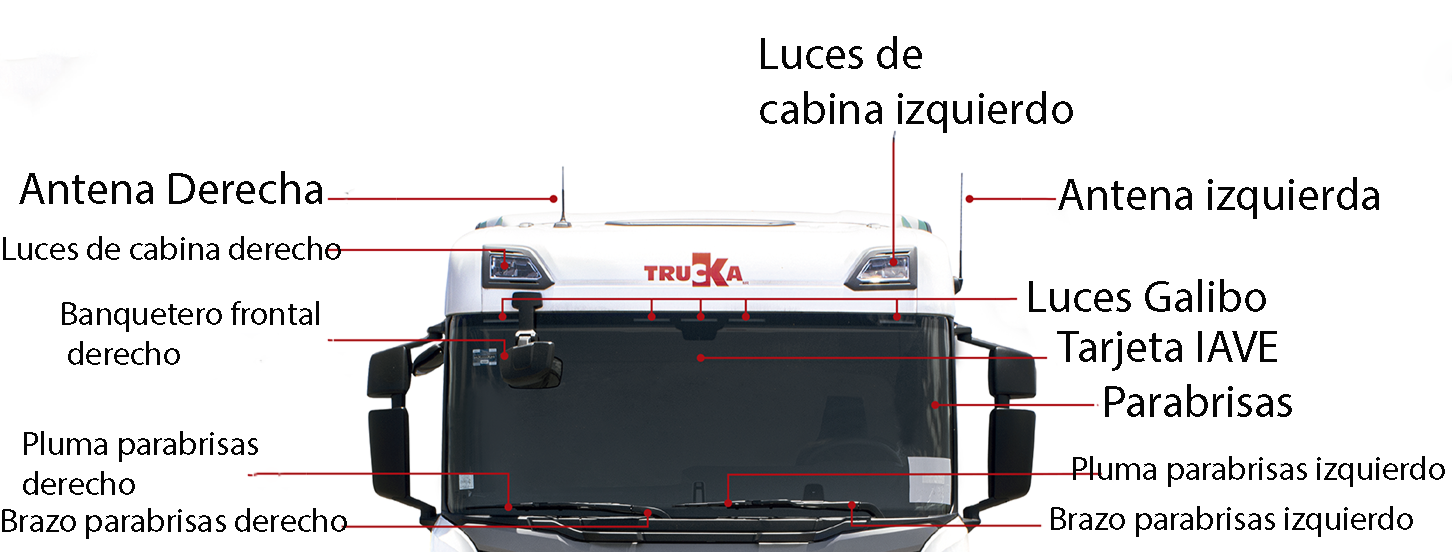 Luces de
cabina izquierdo
Antena Derecha
Antena izquierda
Luces de cabina derecho
TRUCKA
Luces Galibo
Banquetero frontal
derecho
Tarjeta IAVE
Parabrisas
Pluma parabrisas
derecho
Pluma parabrisas izquierdo
Brazo parabrisas derecho
Brazo parabrisas izquierdo